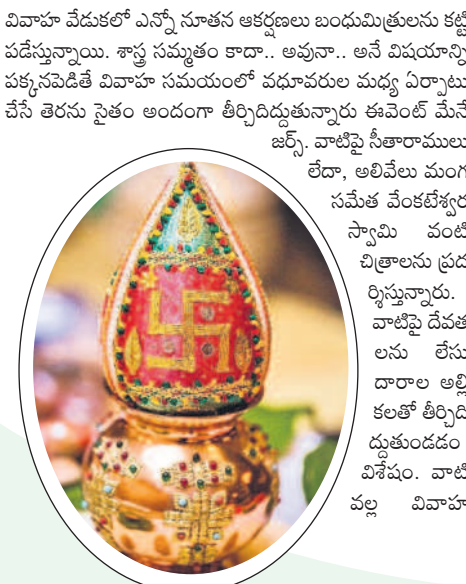 వివాహ వేడుకలో ఎన్నో నూతన ఆకర్షణలు బంధుమిత్రులను కట్టి
పడేస్తున్నాయి. శాస్త్ర సమ్మతం కాదా.. అవునా.. అనే విషయాన్ని
పక్కనపెడితే వివాహ సమయంలో వధూవరుల మధ్య ఏర్పాటు
చేసే తెరను సైతం అందంగా తీర్చిదిద్దుతున్నారు ఈవెంట్ మేనే
జర్స్. వాటిపై సీతారాములు
లేదా, అలివేలు మంగ
సమేత వేంకటేశ్వర
స్వామి వంటి
చిత్రాలను ప్రద
ర్శిస్తున్నారు.
వాటిపై దేవత
లను లేసు
దారాల అల్లి
కలతో తీర్చిది
ద్దుతుండడం
విశేషం. వాటి
వల్ల వివాహ